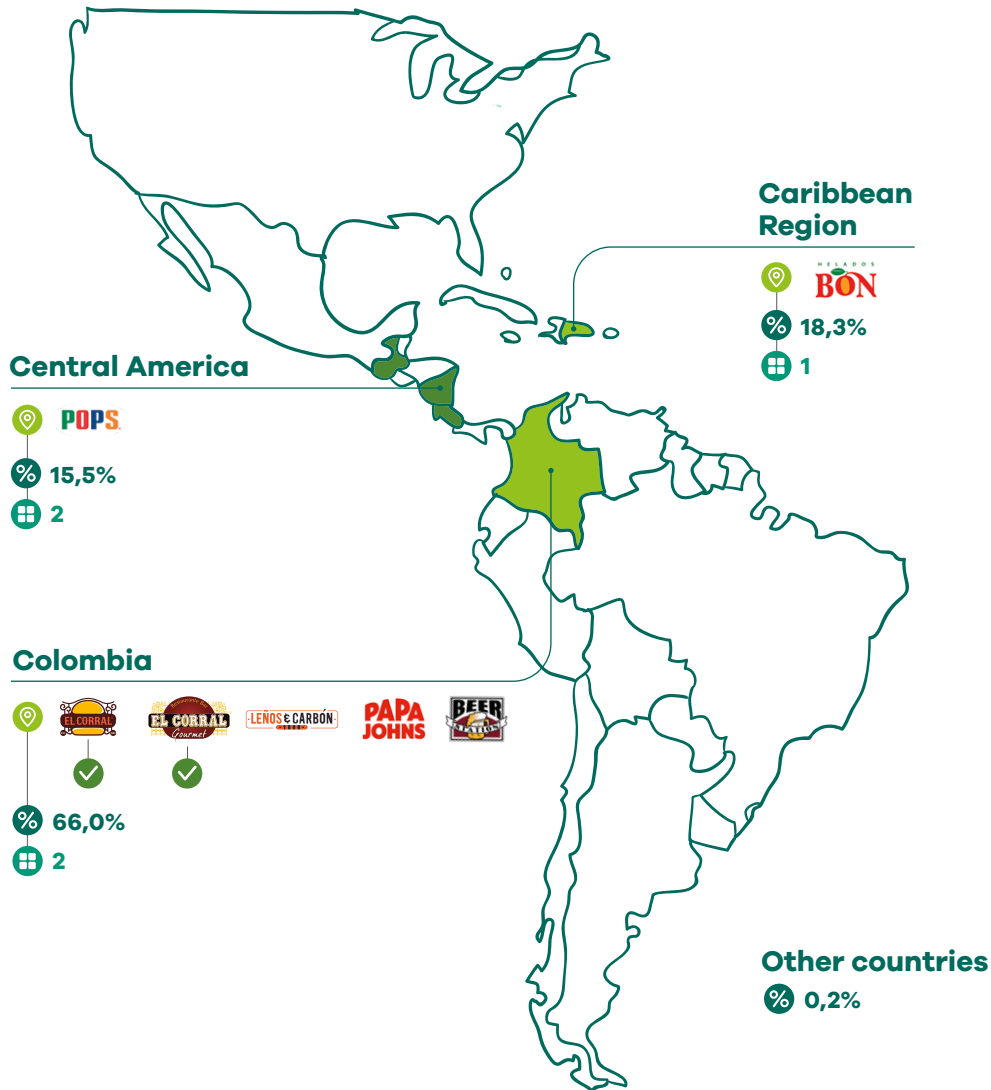 Caribbean
Region
HELADOS
BON
% 18,3%
1
Central America
POPS
% 15,5%
2
Colombia
EL CORRAL
EL CORRAL
Gourmet
LEÑOS & CARBÓN
PAPA
JOHNS
BEER
STATION
% 66,0%
2
Other countries
% 0,2%